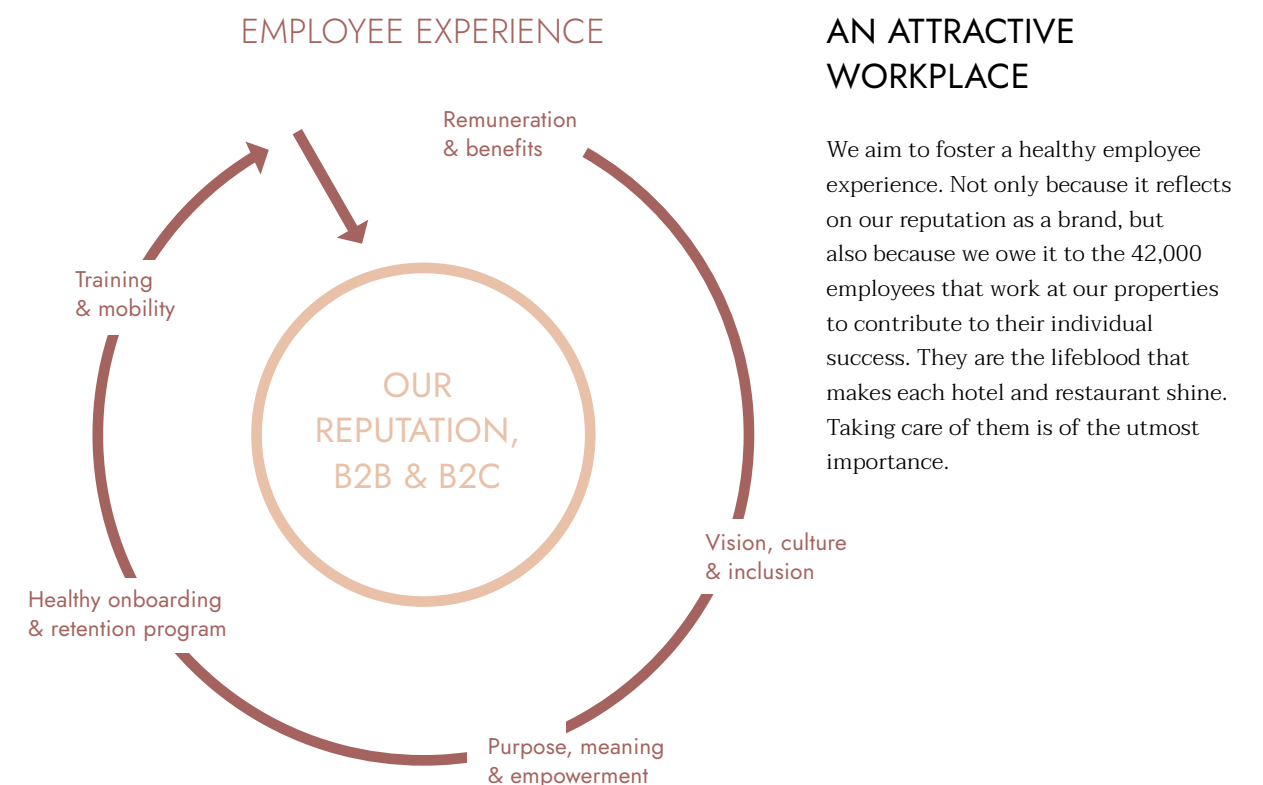 EMPLOYEE EXPERIENCE
Remuneration
& benefits
Training
& mobility
OUR
REPUTATION,
B2B & B2C
Vision, culture
& inclusion
Healthy onboarding
& retention program
Purpose, meaning
& empowerment
AN ATTRACTIVE
WORKPLACE
We aim to foster a healthy employee
experience. Not only because it reflects
on our reputation as a brand, but
also because we owe it to the 42,000
employees that work at our properties
to contribute to their individual
success. They are the lifeblood that
makes each hotel and restaurant shine.
Taking care of them is of the utmost
importance.